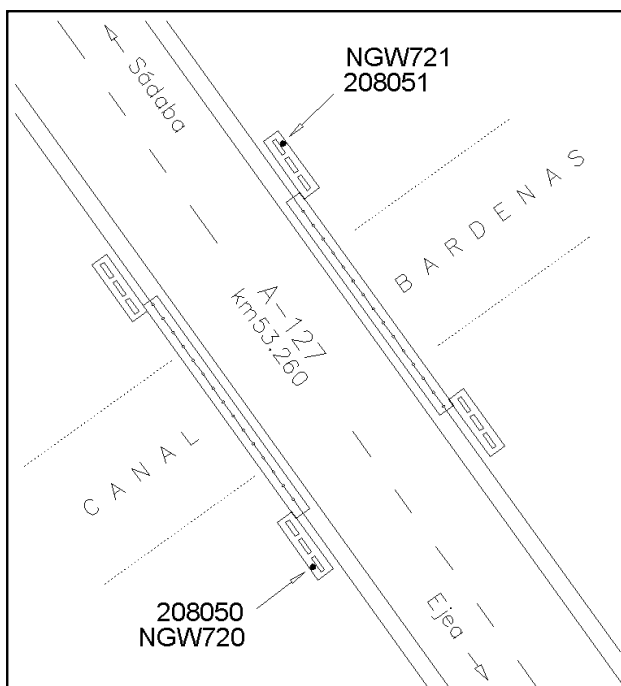 NGW721
208051
Sádaba
BARDENAS
A-127
km53.260
CANAL
208050
NGW720
Ejea